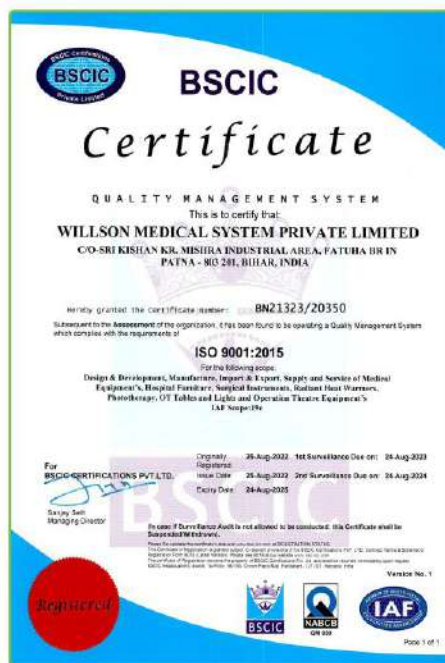 BSCIC Certifications
BSCIC
Private Limited
BSCIC
Certificate
QUALITY MANAGEMENT SYSTEM
This is to certify that
WILLSON MEDICAL SYSTEM PRIVATE LIMITED
C/O-SRI KISHAN KR. MISHRA INDUSTRIAL AREA, FATUHA BR IN
PATNA - 803 201, BIHAR, INDIA
Hereby granted the Certificate Number: BN21323/20350
Subsequent to the Assessment of the organization, it has been found to be operating a Quality Management System
which complies with the requirements of
ISO 9001:2015
For the following scope:
Design & Development, Manufacture, Import & Export, Supply and Service of Medical
Equipment's, Hospital Furniture, Surgical Instruments, Radiant Heat Warmers,
Phototherapy, OT Tables and Lights and Operation Theatre Equipment's
IAF Scope:19e
Originally Registered: 25-Aug-2022 1st Surveillance Due on: 24-Aug-2023
Issue Date: 25-Aug-2022 2nd Surveillance Due on: 24-Aug-2024
Expiry Date: 24-Aug-2025
For
BSCIC CERTIFICATIONS PVT.LTD.
Sanjay Seth
Managing Director
BSCIC
In case if Surveillance Audit is not allowed to be conducted; this Certificate shall be
Suspended/Withdrawn.
Version No. 1
Registered
BSCIC
NABCB
QM 009
IAF
Page 1 of 1